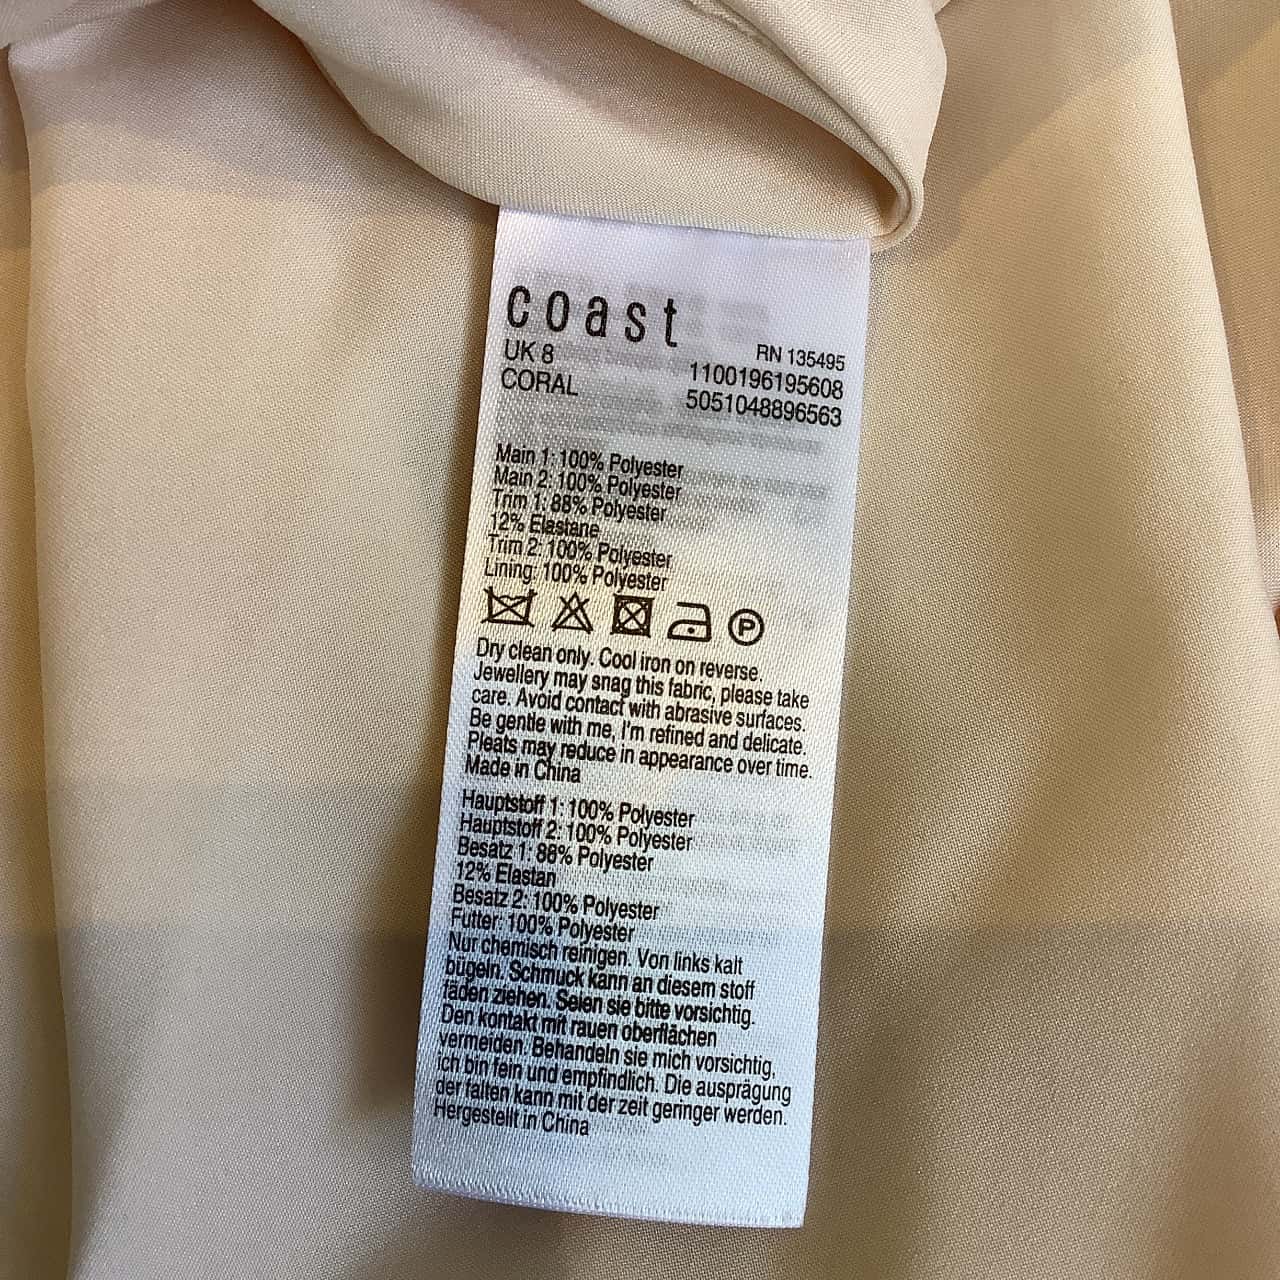 coast
RN 135495
UK 8
1100196195608
CORAL
5051048896563
Main 1: 100% Polyester
Main 2: 100% Polyester
Trim 1: 88% Polyester
12% Elastane
Trim 2: 100% Polyester
Lining: 100% Polyester
P
Dry clean only. Cool iron on reverse.
Jewellery may snag this fabric, please take
care. Avoid contact with abrasive surfaces.
Be gentle with me, I'm refined and delicate.
Pleats may reduce in appearance over time.
Made in China
Hauptstoff 1: 100% Polyester
Hauptstoff 2: 100% Polyester
Besatz 1: 88% Polyester
12% Elastan
Besatz 2: 100% Polyester
Futter: 100% Polyester
Nur chemisch reinigen. Von links kalt
bügeln. Schmuck kann an diesem stoff
fäden ziehen. Seien sie bitte vorsichtig.
Den kontakt mit rauen oberflächen
vermeiden. Behandeln sie mich vorsichtig,
ich bin fein und empfindlich. Die ausprägung
der falten kann mit der zeit geringer werden.
Hergestellt in China